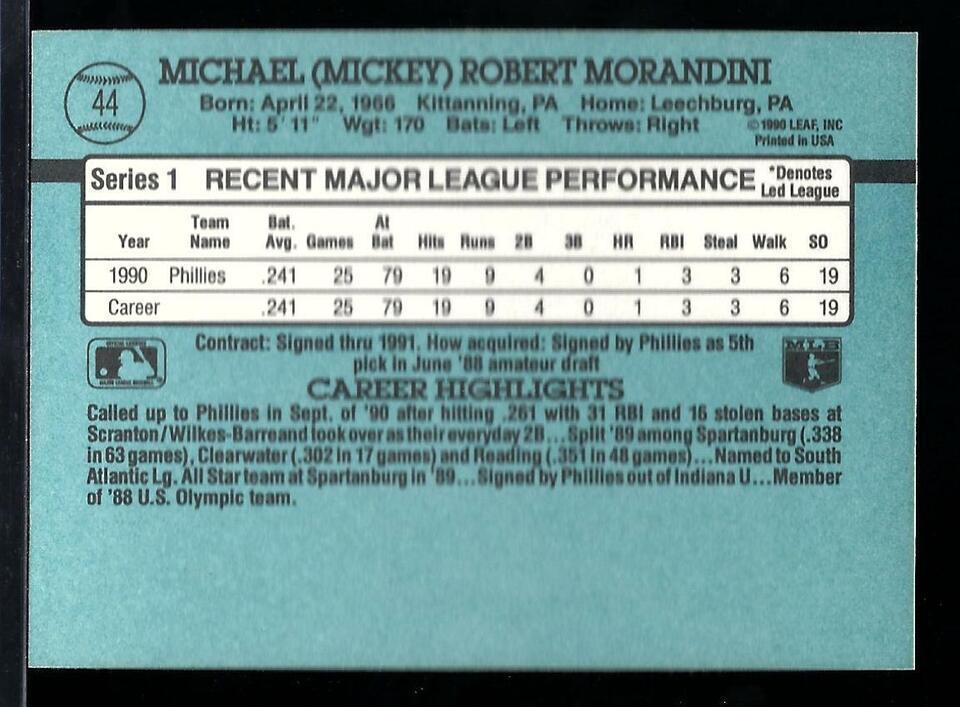 MICHAEL (MICKEY) ROBERT MORANDINI
44
Born: April 22, 1966 Kittanning, PA Home: Leechburg, PA
Ht: 5' 11" Wgt: 170 Bats: Left Throws: Right
©1990 LEAF, INC
Printed in USA
Series 1 RECENT MAJOR LEAGUE PERFORMANCE *Denotes Led League
Year Team Name Bat. Avg. Games At Bat Hits Runs 2B 3B HR RBI Steal Walk SO
1990 Phillies .241 25 79 19 9 4 0 1 3 3 6 19
Career .241 25 79 19 9 4 0 1 3 3 6 19
Contract: Signed thru 1991. How acquired: Signed by Phillies as 5th
pick in June '88 amateur draft
MLB
CAREER HIGHLIGHTS
Called up to Phillies in Sept. of '90 after hitting .261 with 31 RBI and 16 stolen bases at
Scranton/Wilkes-Barreand look over as their everyday 2B...Split '89 among Spartanburg (.338
in 63 games), Clearwater (.302 in 17 games) and Reading (.351 in 48 games)...Named to South
Atlantic Lg. All Star team at Spartanburg in '89...Signed by Phillies out of Indiana U...Member
of '88 U.S. Olympic team.